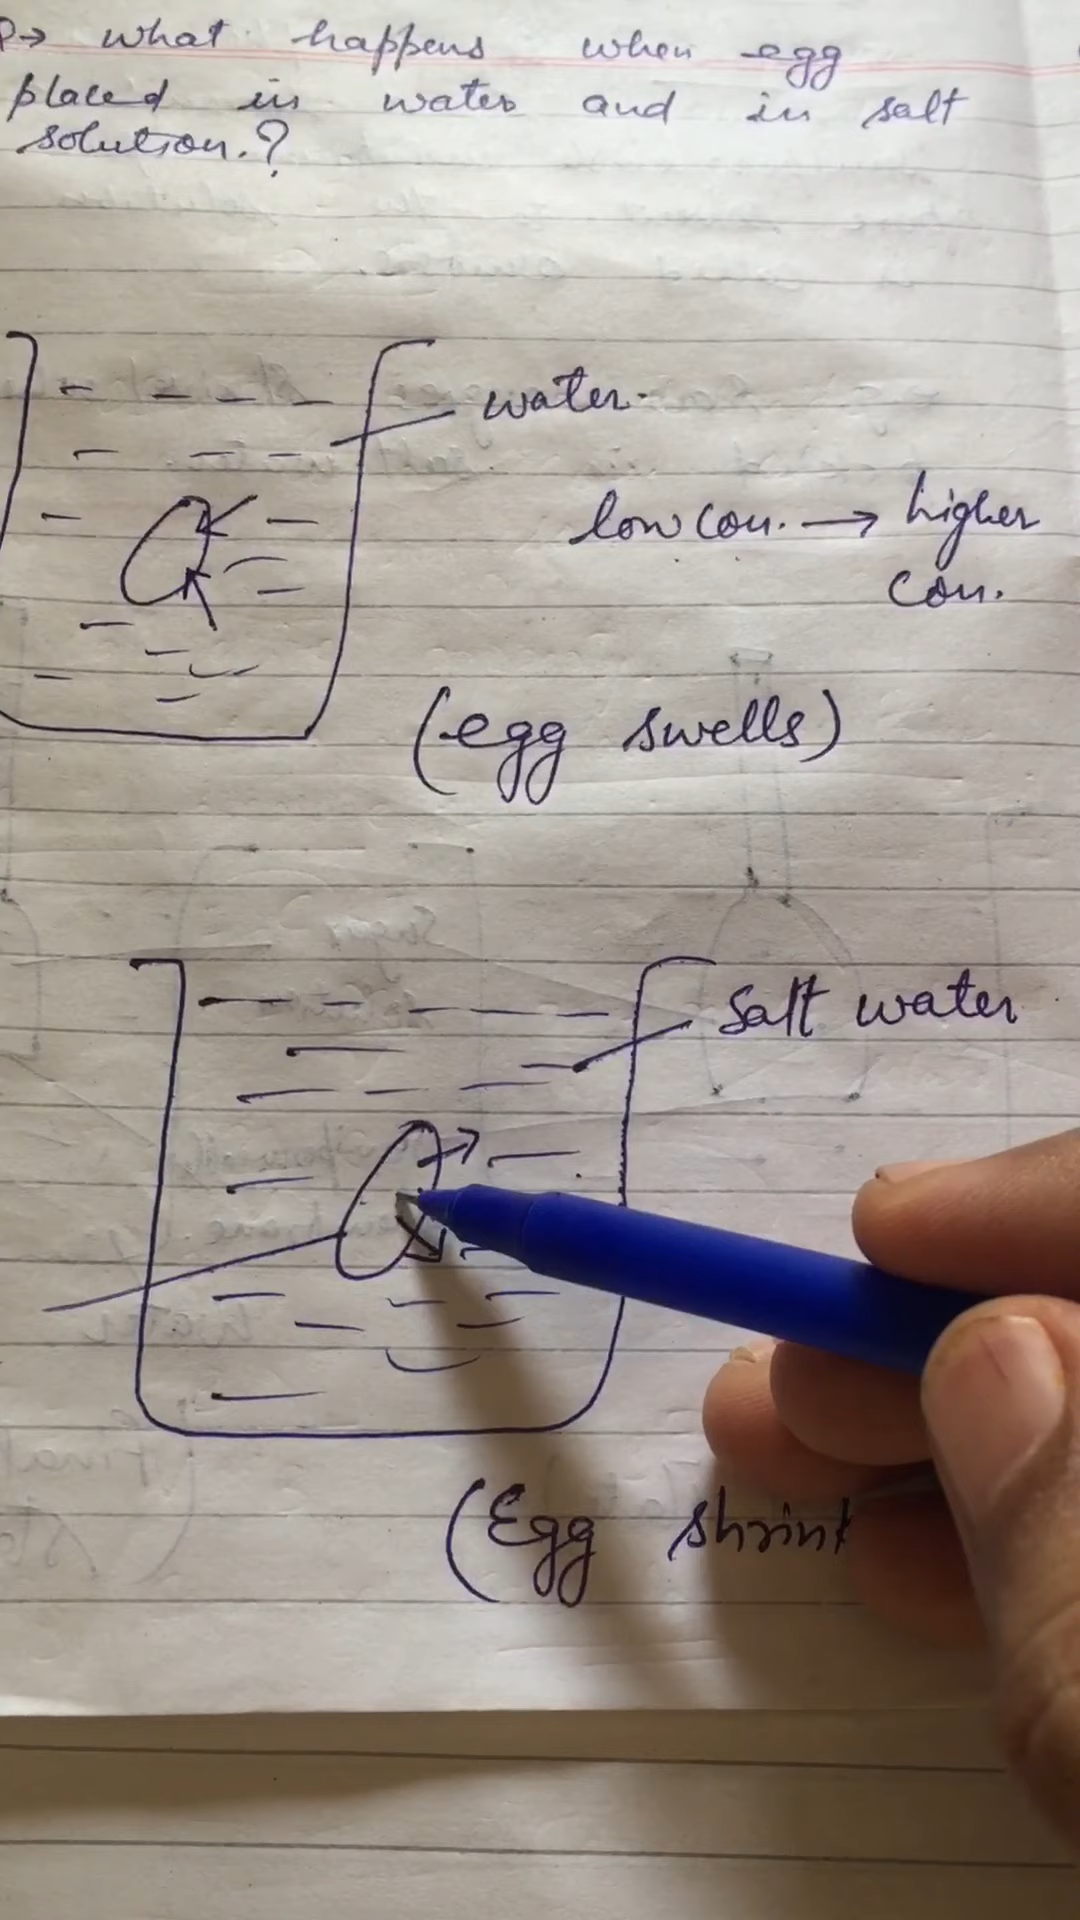 P→ what happens when egg
placed in water and in salt
solution.?
water.
low con. → higher
con.
(egg swells)
Salt water
(Egg shrink